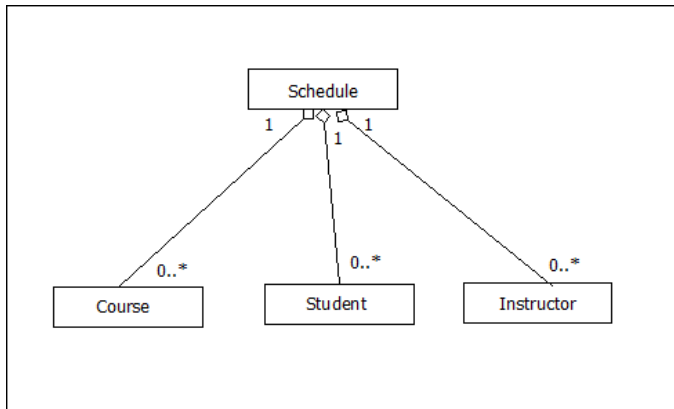 Schedule
1
1
1
0..*
0..*
0..*
Course
Student
Instructor